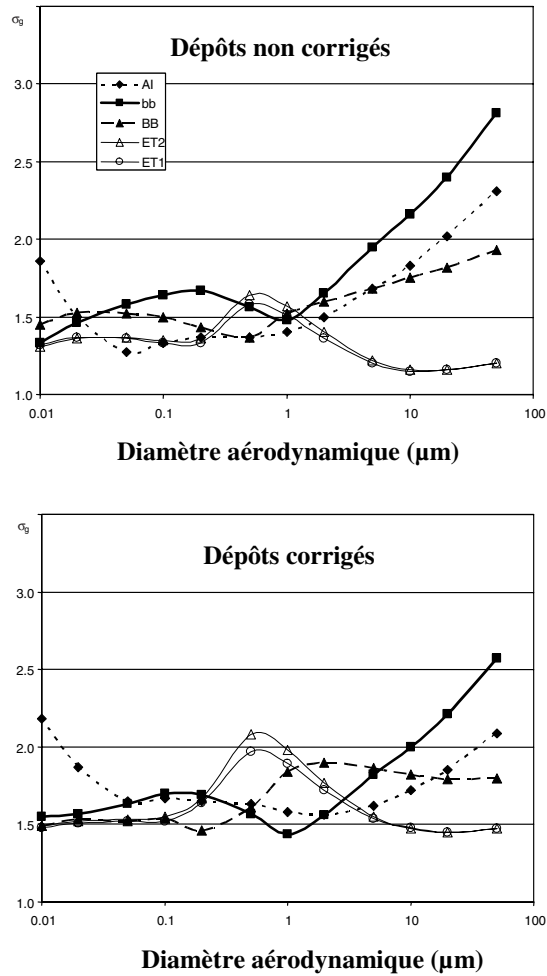 σg
Dépôts non corrigés
3.0
AI
bb
BB
ET2
ET1
2.5
2.0
1.5
1.0
0.01 0.1 1 10 100
Diamètre aérodynamique (µm)
σg
Dépôts corrigés
3.0
2.5
2.0
1.5
1.0
0.01 0.1 1 10 100
Diamètre aérodynamique (µm)